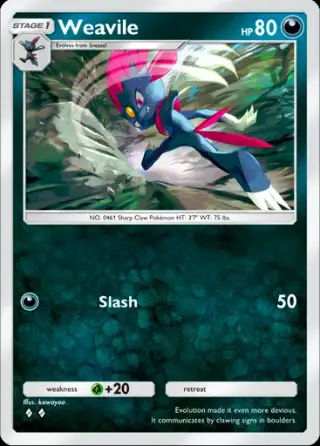 STAGE 1
Weavile
HP 80
Evolves from Sneasel
NO. 0461 Sharp Claw Pokémon HT: 3'7" WT: 75 lbs.
Slash 50
weakness +20 retreat
Illus. kawayoo
Evolution made it even more devious.
It communicates by clawing signs in boulders.